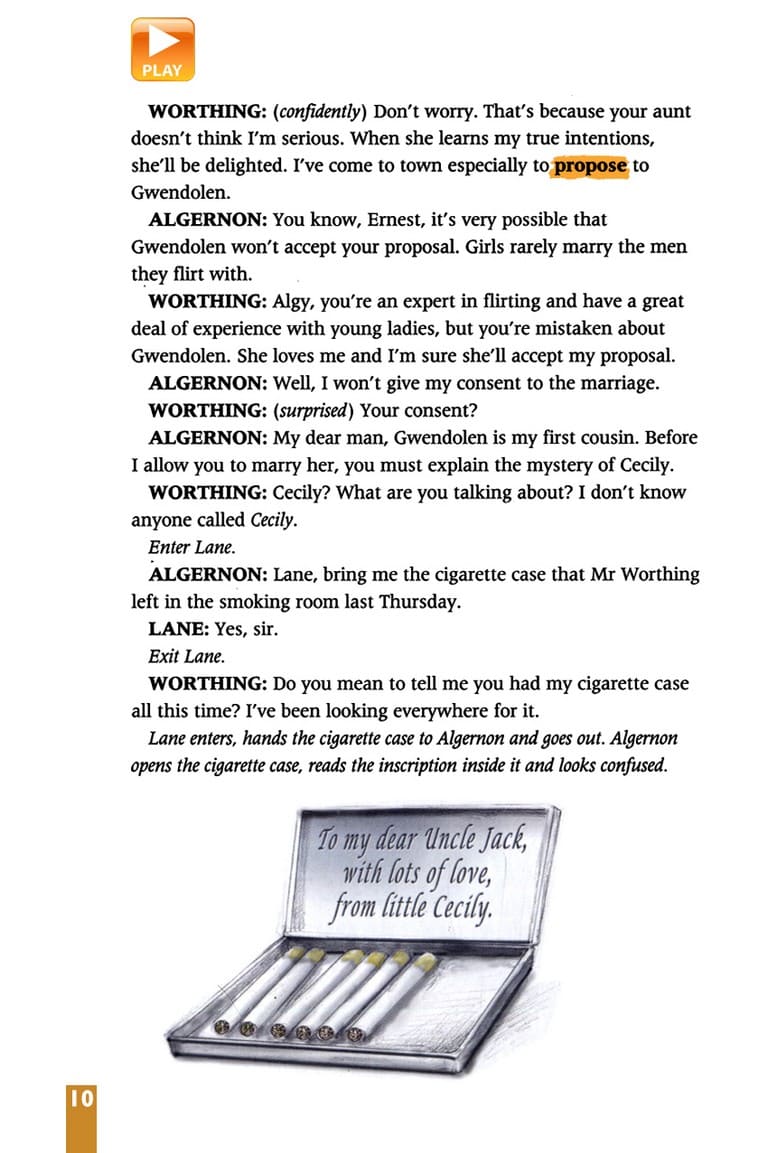 PLAY
WORTHING: (confidently) Don't worry. That's because your aunt
doesn't think I'm serious. When she learns my true intentions,
she'll be delighted. I've come to town especially to propose to
Gwendolen.
ALGERNON: You know, Ernest, it's very possible that
Gwendolen won't accept your proposal. Girls rarely marry the men
they flirt with.
WORTHING: Algy, you're an expert in flirting and have a great
deal of experience with young ladies, but you're mistaken about
Gwendolen. She loves me and I'm sure she'll accept my proposal.
ALGERNON: Well, I won't give my consent to the marriage.
WORTHING: (surprised) Your consent?
ALGERNON: My dear man, Gwendolen is my first cousin. Before
I allow you to marry her, you must explain the mystery of Cecily.
WORTHING: Cecily? What are you talking about? I don't know
anyone called Cecily.
Enter Lane.
ALGERNON: Lane, bring me the cigarette case that Mr Worthing
left in the smoking room last Thursday.
LANE: Yes, sir.
Exit Lane.
WORTHING: Do you mean to tell me you had my cigarette case
all this time? I've been looking everywhere for it.
Lane enters, hands the cigarette case to Algernon and goes out. Algernon
opens the cigarette case, reads the inscription inside it and looks confused.
To my dear Uncle Jack,
with lots of love,
from little Cecily.
10